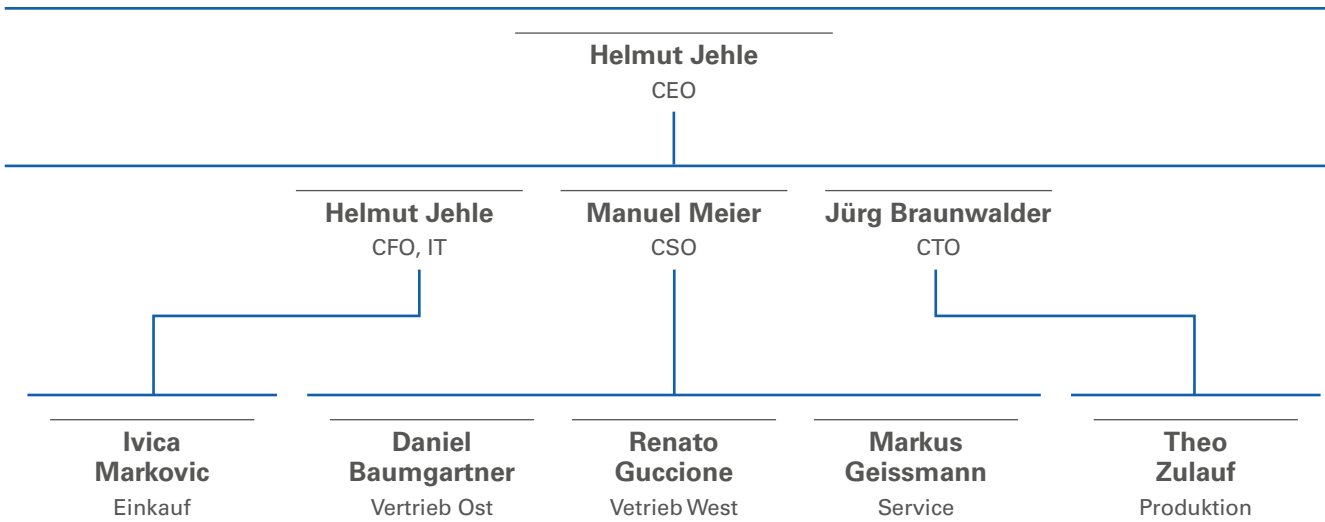 Helmut Jehle
CEO
Helmut Jehle
CFO, IT
Manuel Meier
CSO
Jürg Braunwalder
CTO
Ivica
Markovic
Einkauf
Daniel
Baumgartner
Vertrieb Ost
Renato
Guccione
Vetrieb West
Markus
Geissmann
Service
Theo
Zulauf
Produktion